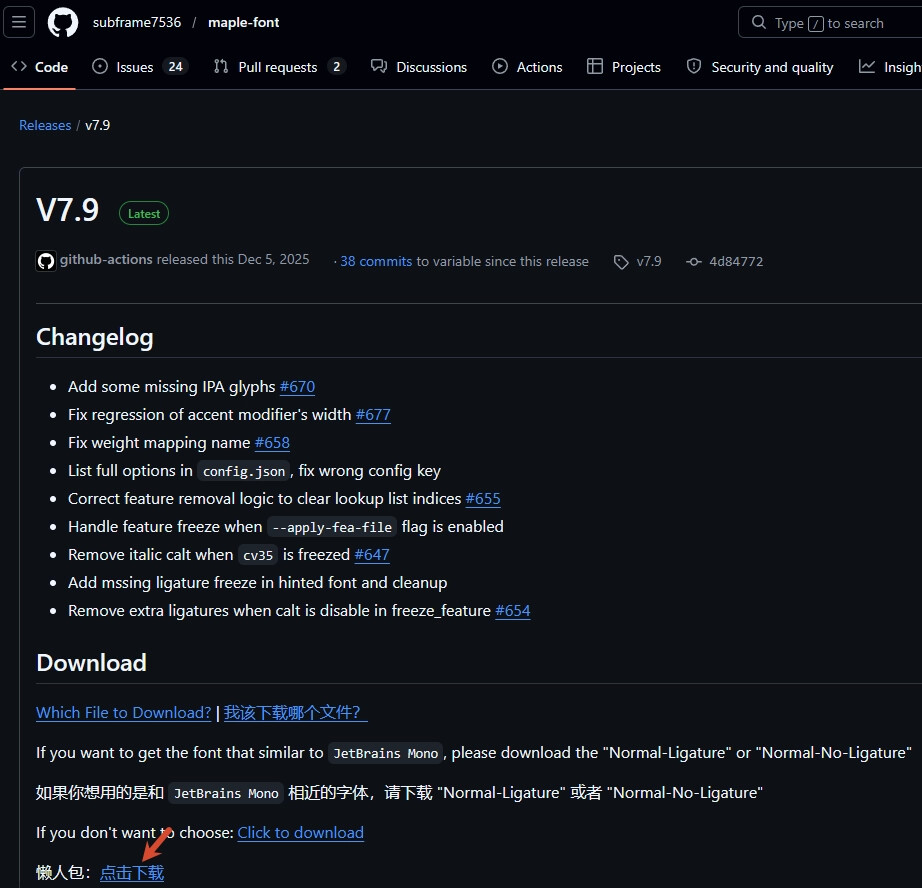 subframe7536 / maple-font
Type / to search
Code
Issues 24
Pull requests 2
Discussions
Actions
Projects
Security and quality
Insigh
Releases / v7.9
V7.9 Latest
github-actions released this Dec 5, 2025 · 38 commits to variable since this release v7.9 4d84772
Changelog
• Add some missing IPA glyphs #670
• Fix regression of accent modifier's width #677
• Fix weight mapping name #658
• List full options in config.json, fix wrong config key
• Correct feature removal logic to clear lookup list indices #655
• Handle feature freeze when --apply-fea-file flag is enabled
• Remove italic calt when cv35 is freezed #647
• Add mssing ligature freeze in hinted font and cleanup
• Remove extra ligatures when calt is disable in freeze_feature #654
Download
Which File to Download? | 我该下载哪个文件？
If you want to get the font that similar to JetBrains Mono, please download the "Normal-Ligature" or "Normal-No-Ligature"
如果你想用的是和 JetBrains Mono 相近的字体，请下载 "Normal-Ligature" 或者 "Normal-No-Ligature"
If you don't want to choose: Click to download
懒人包：点击下载